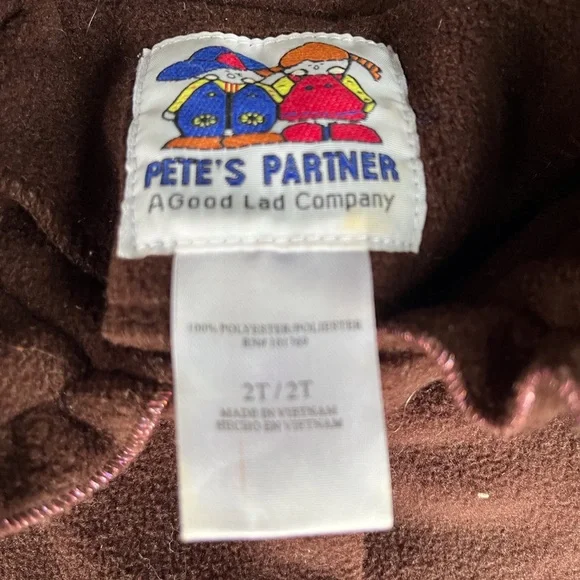 PETE'S PARTNER
A Good Lad Company
100% POLYESTER/POLIESTER
2T/2T
MADE IN VIETNAM
HECHO EN VIETNAM